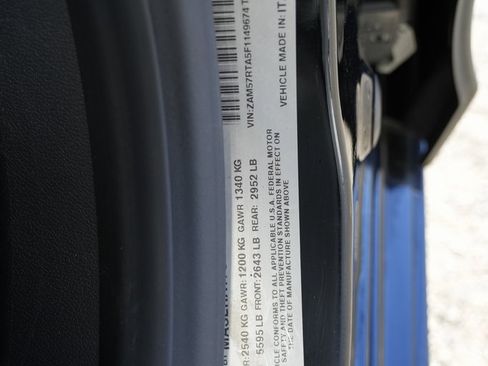 MASERATI
R:2540 KG GAWR:1200 KG GAWR 1340 KG
5595 LB FRONT:2643 LB REAR: 2952 LB
VEHICLE CONFORMS TO ALL APPLICABLE U.S.A. FEDERAL MOTOR
SAFETY AND THEFT PREVENTION STANDARDS IN EFFECT ON
THE DATE OF MANUFACTURE SHOWN ABOVE
VIN:ZAM57RTA5F1149674 T
VEHICLE MADE IN: IT